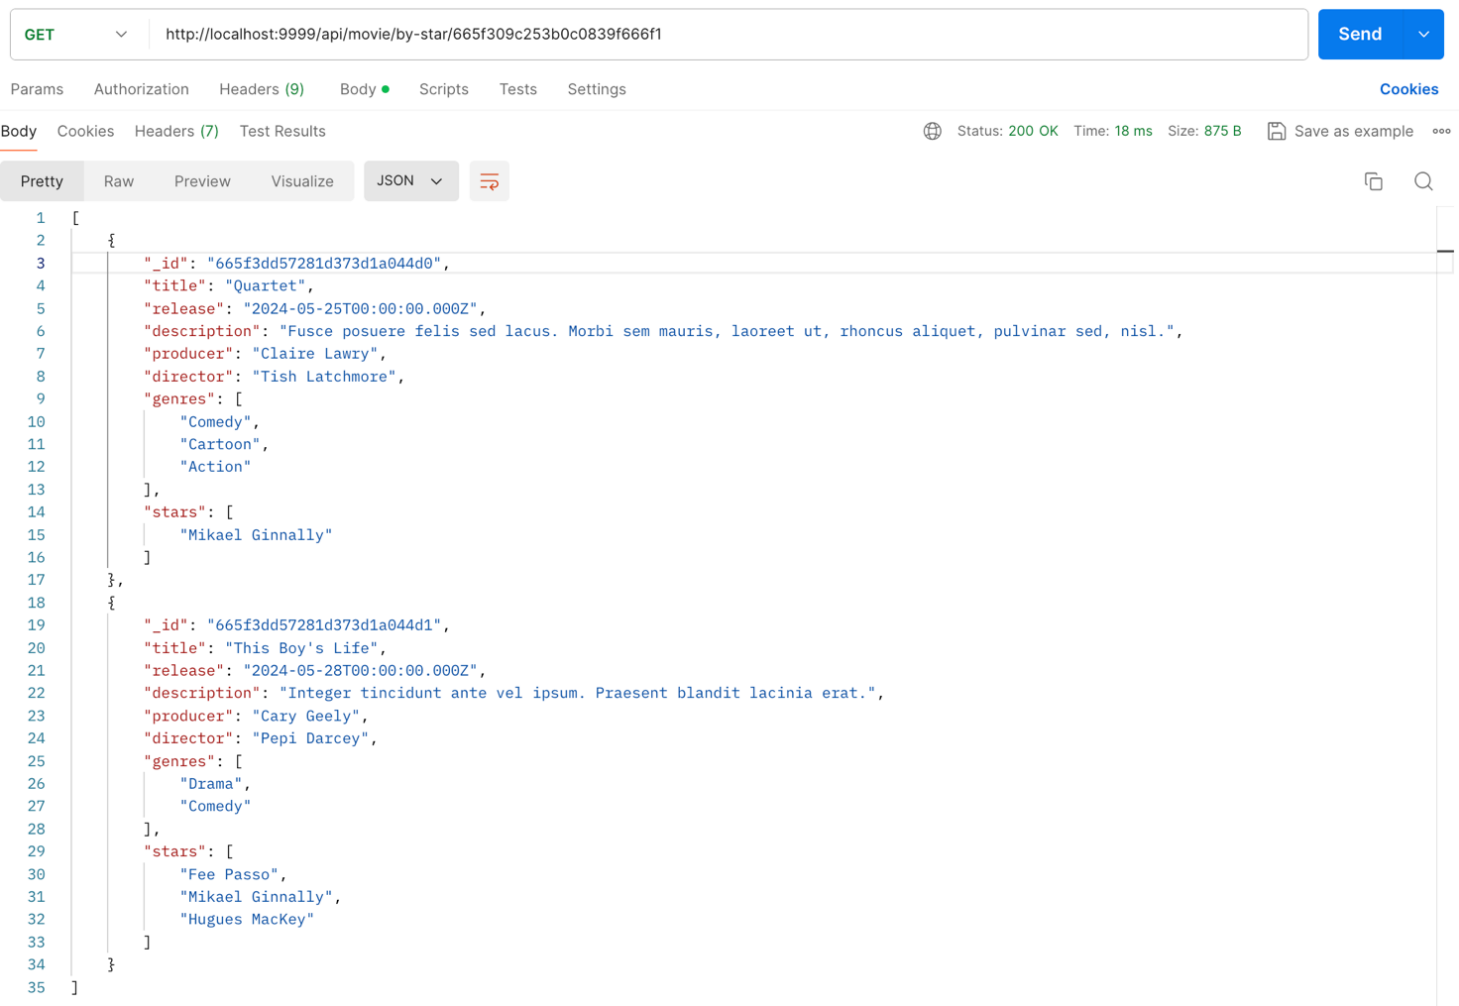 GET http://localhost:9999/api/movie/by-star/665f309c253b0c0839f666f1 Send
Params Authorization Headers (9) Body Scripts Tests Settings Cookies
Body Cookies Headers (7) Test Results Status: 200 OK Time: 18 ms Size: 875 B Save as example
Pretty Raw Preview Visualize JSON
1 [
2 {
3 "_id": "665f3dd57281d373d1a044d0",
4 "title": "Quartet",
5 "release": "2024-05-25T00:00:00.000Z",
6 "description": "Fusce posuere felis sed lacus. Morbi sem mauris, laoreet ut, rhoncus aliquet, pulvinar sed, nisl.",
7 "producer": "Claire Lawry",
8 "director": "Tish Latchmore",
9 "genres": [
10 "Comedy",
11 "Cartoon",
12 "Action"
13 ],
14 "stars": [
15 "Mikael Ginnally"
16 ]
17 },
18 {
19 "_id": "665f3dd57281d373d1a044d1",
20 "title": "This Boy's Life",
21 "release": "2024-05-28T00:00:00.000Z",
22 "description": "Integer tincidunt ante vel ipsum. Praesent blandit lacinia erat.",
23 "producer": "Cary Geely",
24 "director": "Pepi Darcey",
25 "genres": [
26 "Drama",
27 "Comedy"
28 ],
29 "stars": [
30 "Fee Passo",
31 "Mikael Ginnally",
32 "Hugues MacKey"
33 ]
34 }
35 ]